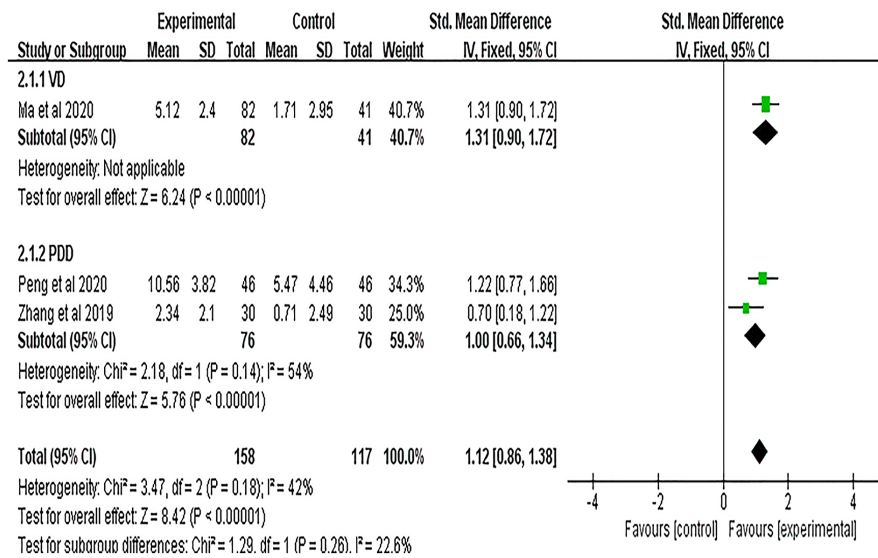 Experimental Control Std. Mean Difference Std. Mean Difference
Study or Subgroup Mean SD Total Mean SD Total Weight IV, Fixed, 95% CI IV, Fixed, 95% CI
2.1.1 VD
Ma et al 2020 5.12 2.4 82 1.71 2.95 41 40.7% 1.31 [0.90, 1.72]
Subtotal (95% CI) 82 41 40.7% 1.31 [0.90, 1.72]
Heterogeneity: Not applicable
Test for overall effect: Z = 6.24 (P < 0.00001)
2.1.2 PDD
Peng et al 2020 10.56 3.82 46 5.47 4.46 46 34.3% 1.22 [0.77, 1.66]
Zhang et al 2019 2.34 2.1 30 0.71 2.49 30 25.0% 0.70 [0.18, 1.22]
Subtotal (95% CI) 76 76 59.3% 1.00 [0.66, 1.34]
Heterogeneity: Chi² = 2.18, df = 1 (P = 0.14); I² = 54%
Test for overall effect: Z = 5.76 (P < 0.00001)
Total (95% CI) 158 117 100.0% 1.12 [0.86, 1.38]
Heterogeneity: Chi² = 3.47, df = 2 (P = 0.18); I² = 42%
Test for overall effect: Z = 8.42 (P < 0.00001)
Test for subgroup differences: Chi² = 1.29, df = 1 (P = 0.26), I² = 22.6%
-4 -2 0 2 4
Favours [control] Favours [experimental]